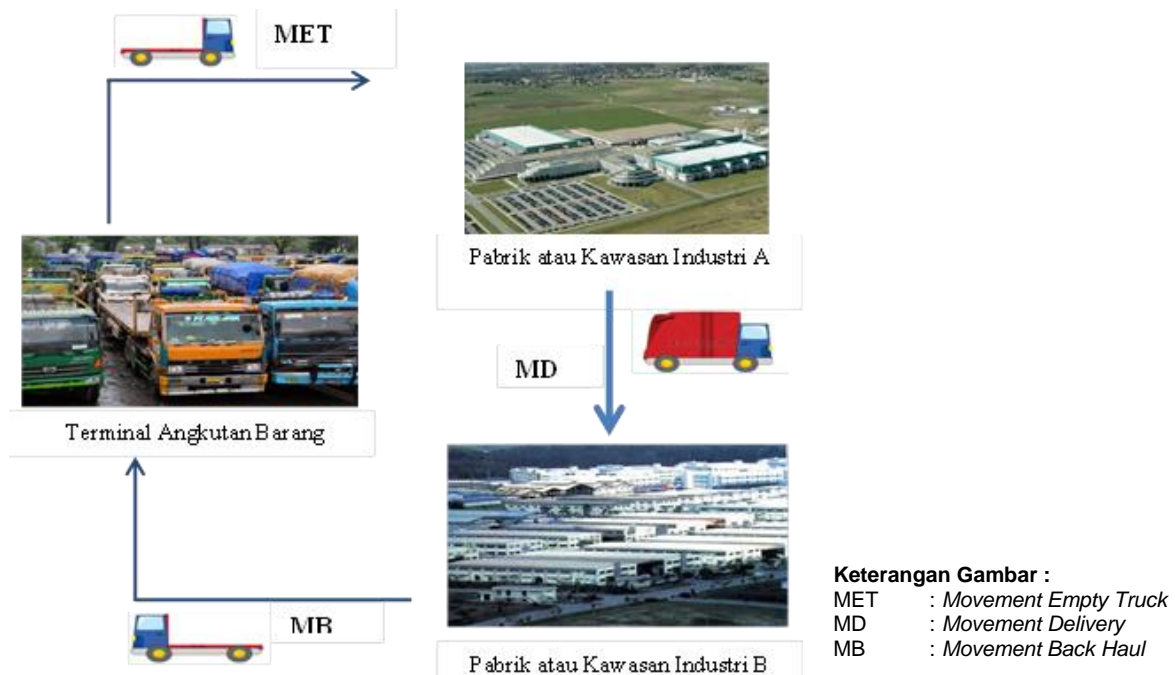 MET
Pabrik atau Kawasan Industri A
MD
Terminal Angkutan Barang
MB
Pabrik atau Kawasan Industri B
Keterangan Gambar :
MET : Movement Empty Truck
MD : Movement Delivery
MB : Movement Back Haul